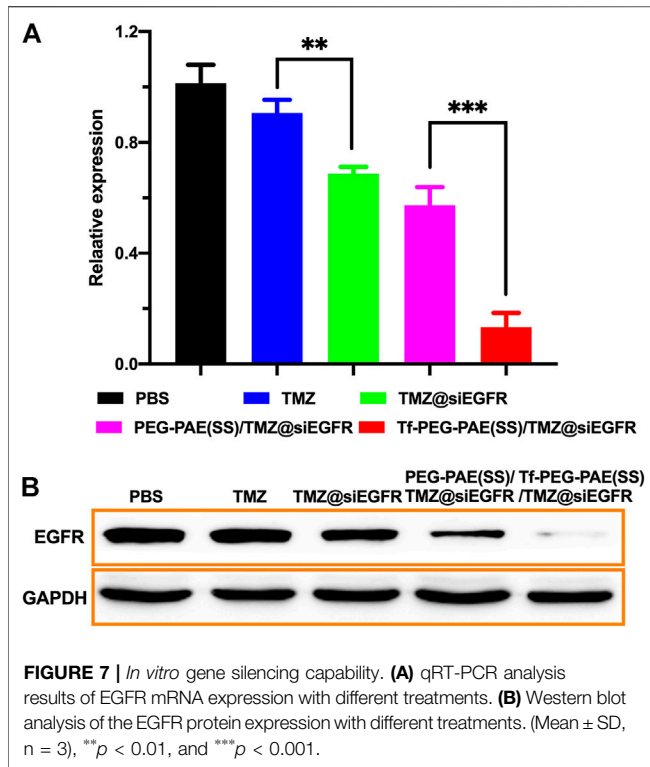 A
Relaative expression
1.2
0.8
0.4
0.0
**
***
PBS
TMZ
TMZ@siEGFR
PEG-PAE(SS)/TMZ@siEGFR
Tf-PEG-PAE(SS)/TMZ@siEGFR
B
PBS
TMZ
TMZ@siEGFR
PEG-PAE(SS)/
TMZ@siEGFR
Tf-PEG-PAE(SS)
/TMZ@siEGFR
EGFR
GAPDH
FIGURE 7 | In vitro gene silencing capability. (A) qRT-PCR analysis
results of EGFR mRNA expression with different treatments. (B) Western blot
analysis of the EGFR protein expression with different treatments. (Mean ± SD,
n = 3), **p < 0.01, and ***p < 0.001.